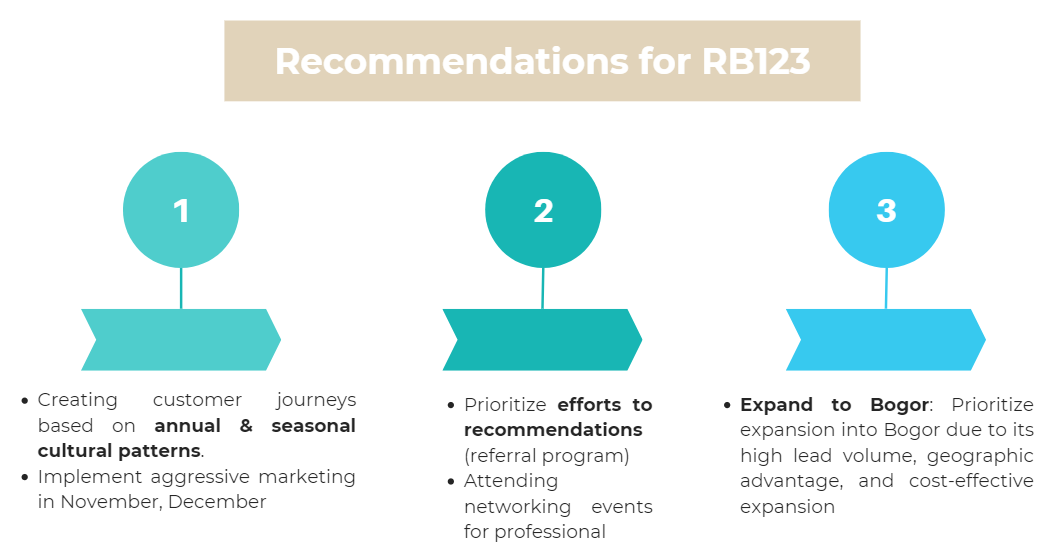 Recommendations for RB123
1
• Creating customer journeys
based on annual & seasonal
cultural patterns.
• Implement aggressive marketing
in November, December
2
• Prioritize efforts to
recommendations
(referral program)
• Attending
networking events
for professional
3
• Expand to Bogor: Prioritize
expansion into Bogor due to its
high lead volume, geographic
advantage, and cost-effective
expansion